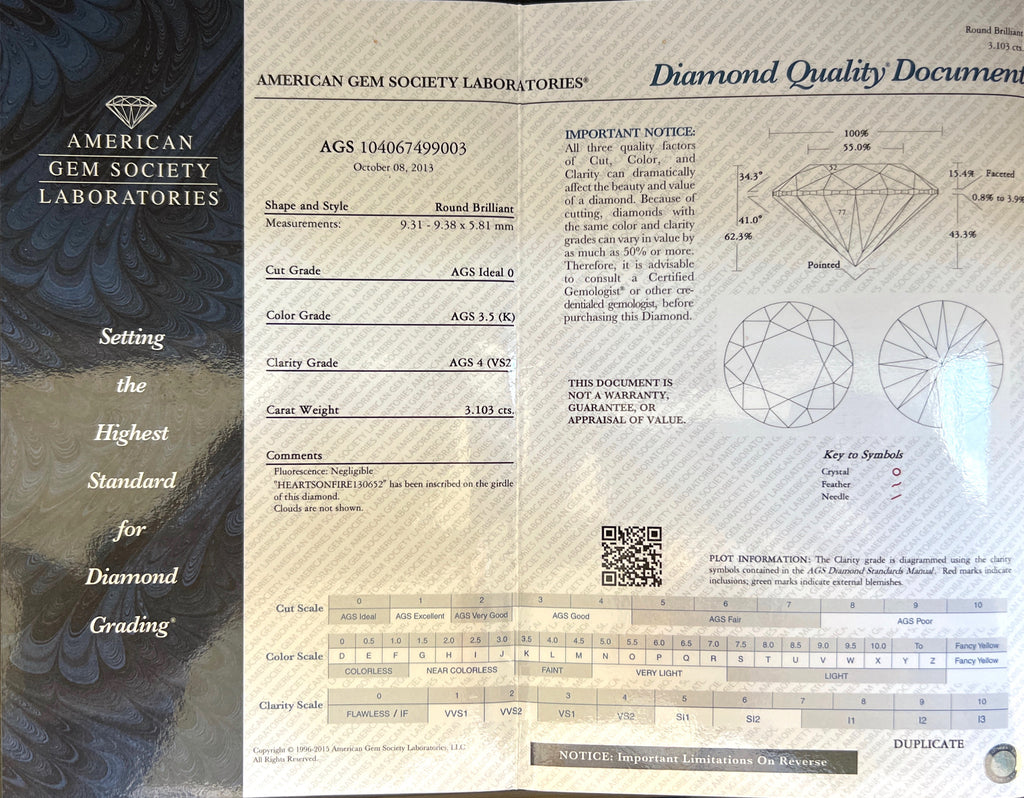 AMERICAN
GEM SOCIETY
LABORATORIES®
Setting
the
Highest
Standard
for
Diamond
Grading®
AMERICAN GEM SOCIETY LABORATORIES®
AGS 104067499003
October 08, 2013
Shape and Style Round Brilliant
Measurements: 9.31 - 9.38 x 5.81 mm
Cut Grade AGS Ideal 0
Color Grade AGS 3.5 (K)
Clarity Grade AGS 4 (VS2
Carat Weight 3.103 cts.
Comments
Fluorescence: Negligible
"HEARTSONFIRE130652" has been inscribed on the girdle
of this diamond.
Clouds are not shown.
Round Brilliant
3.103 cts.
Diamond Quality® Document
IMPORTANT NOTICE:
All three quality factors
of Cut, Color, and
Clarity can dramatically
affect the beauty and value
of a diamond. Because of
cutting, diamonds with
the same color and clarity
grades can vary in value by
as much as 50% or more.
Therefore, it is advisable
to consult a Certified
Gemologist® or other cre-
dentialed gemologist, before
purchasing this Diamond.
THIS DOCUMENT IS
NOT A WARRANTY,
GUARANTEE, OR
APPRAISAL OF VALUE.
100%
55.0%
52
34.3°
15.4% Faceted
0.8% to 3.9%
77
41.0°
62.3%
43.3%
Pointed
Key to Symbols
Crystal
Feather
Needle
PLOT INFORMATION: The Clarity grade is diagrammed using the clarity
symbols contained in the AGS Diamond Standards Manual. Red marks indicate
inclusions; green marks indicate external blemishes.
Cut Scale
0 1 2 3 4 5 6 7 8 9 10
AGS Ideal AGS Excellent AGS Very Good AGS Good AGS Fair AGS Poor
Color Scale
0 0.5 1.0 1.5 2.0 2.5 3.0 3.5 4.0 4.5 5.0 5.5 6.0 6.5 7.0 7.5 8.0 8.5 9.0 9.5 10.0 To Fancy Yellow
D E F G H I J K L M N O P Q R S T U V W X Y Z Fancy Yellow
COLORLESS NEAR COLORLESS FAINT VERY LIGHT LIGHT
Clarity Scale
0 1 2 3 4 5 6 7 8 9 10
FLAWLESS / IF VVS1 VVS2 VS1 VS2 SI1 SI2 I1 I2 I3
Copyright © 1996-2013 American Gem Society Laboratories, LLC
All Rights Reserved.
NOTICE: Important Limitations On Reverse
DUPLICATE